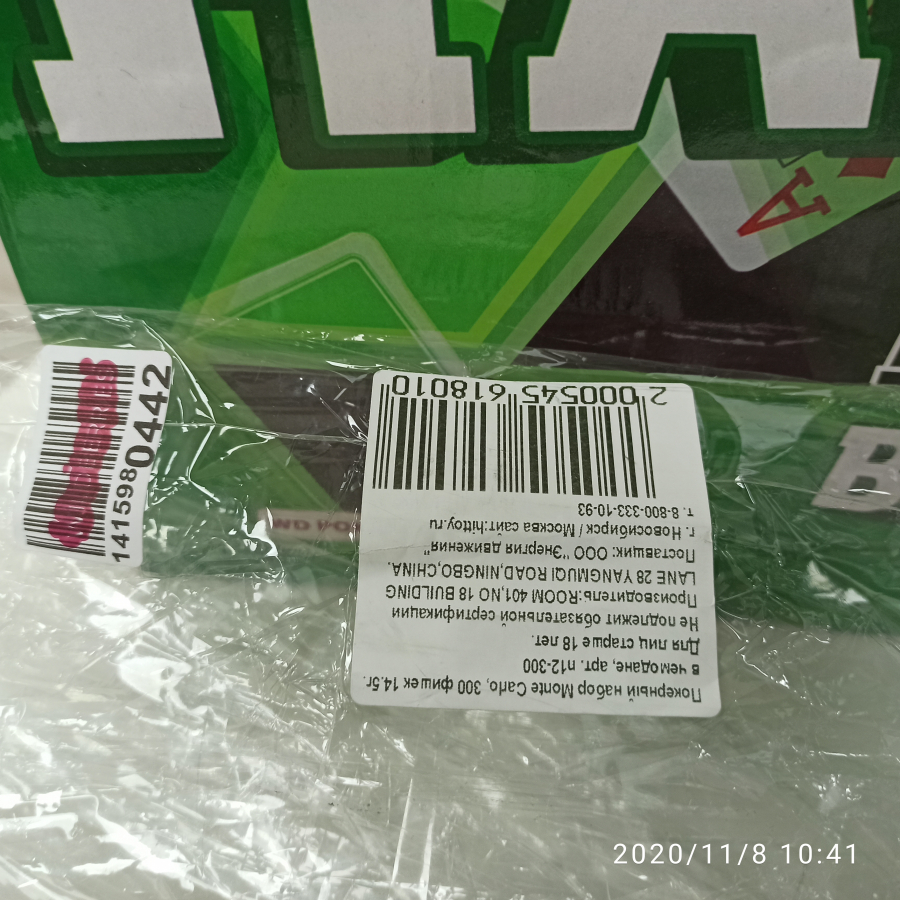 Покерный набор Monte Carlo, 300 фишек 14.5г.
в чемодане, арт. n12-300
Для лиц старше 18 лет.
Не подлежит обязательной сертификации
Производитель:ROOM 401,NO 18 BUILDING
LANE 28 YANGMUQI ROAD,NINGBO,CHINA.
Поставщик: ООО "Энергия движения"
г. Новосибирск / Москва сайт:hittoy.ru
т. 8-800-333-10-93
2 000545 618010
141598 0442
A
2020/11/8 10:41